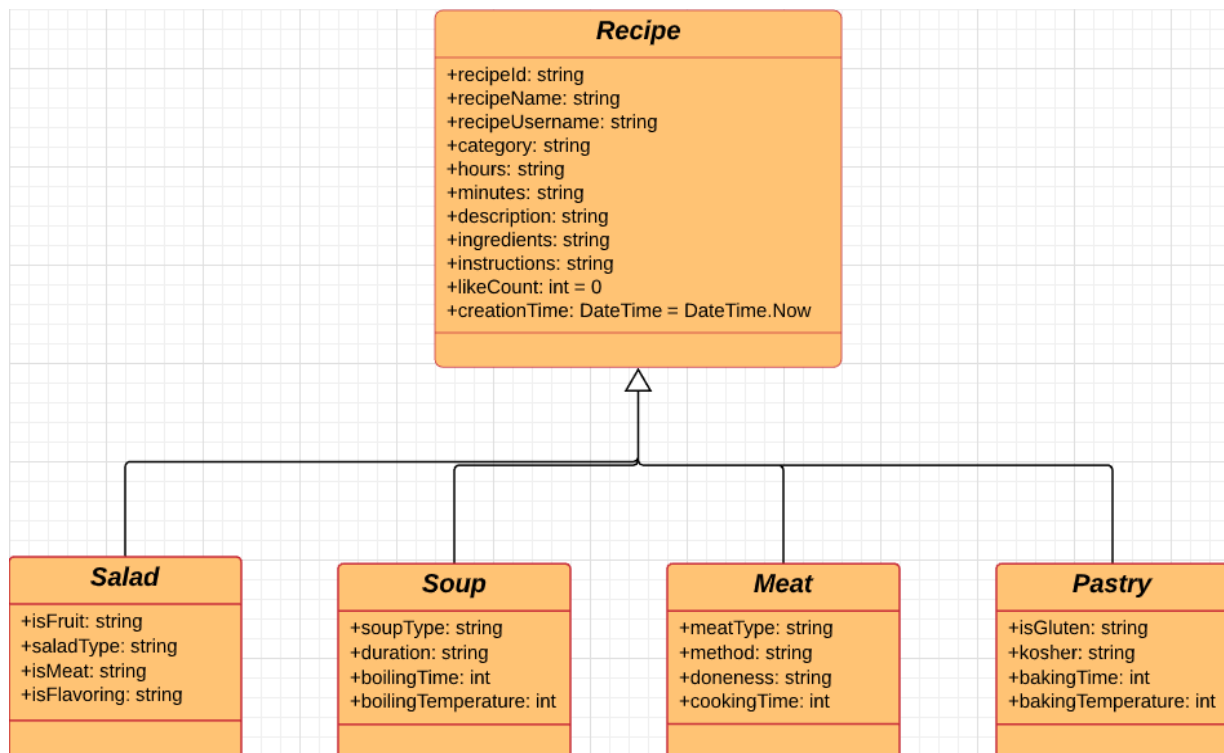 Recipe
+recipeId: string
+recipeName: string
+recipeUsername: string
+category: string
+hours: string
+minutes: string
+description: string
+ingredients: string
+instructions: string
+likeCount: int = 0
+creationTime: DateTime = DateTime.Now
Salad
+isFruit: string
+saladType: string
+isMeat: string
+isFlavoring: string
Soup
+soupType: string
+duration: string
+boilingTime: int
+boilingTemperature: int
Meat
+meatType: string
+method: string
+doneness: string
+cookingTime: int
Pastry
+isGluten: string
+kosher: string
+bakingTime: int
+bakingTemperature: int